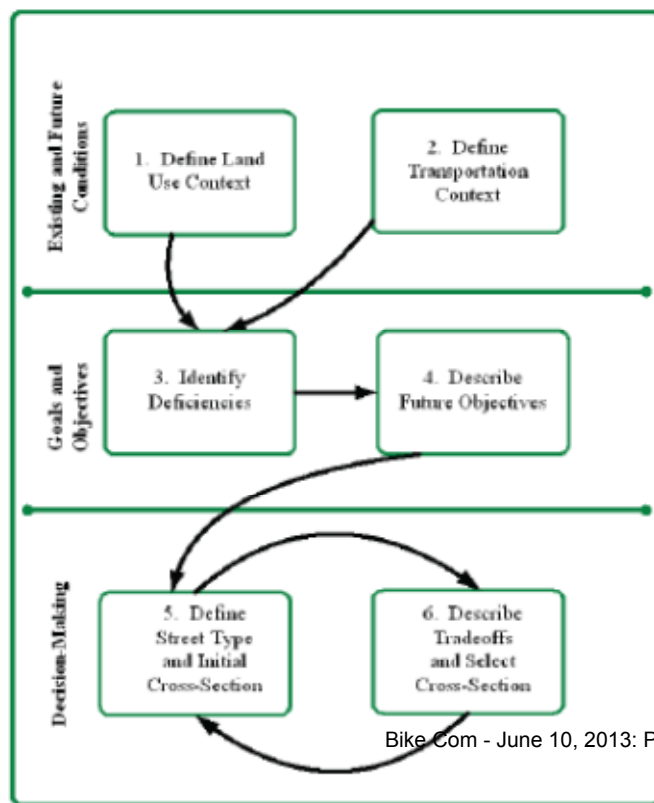 Existing and Future
Conditions
1. Define Land
Use Context
2. Define
Transportation
Context
Goals and
Objectives
3. Identify
Deficiencies
4. Describe
Future Objectives
Decision-Making
5. Define
Street Type
and Initial
Cross-Section
6. Describe
Tradeoffs
and Select
Cross-Section
Bike Com - June 10, 2013: P